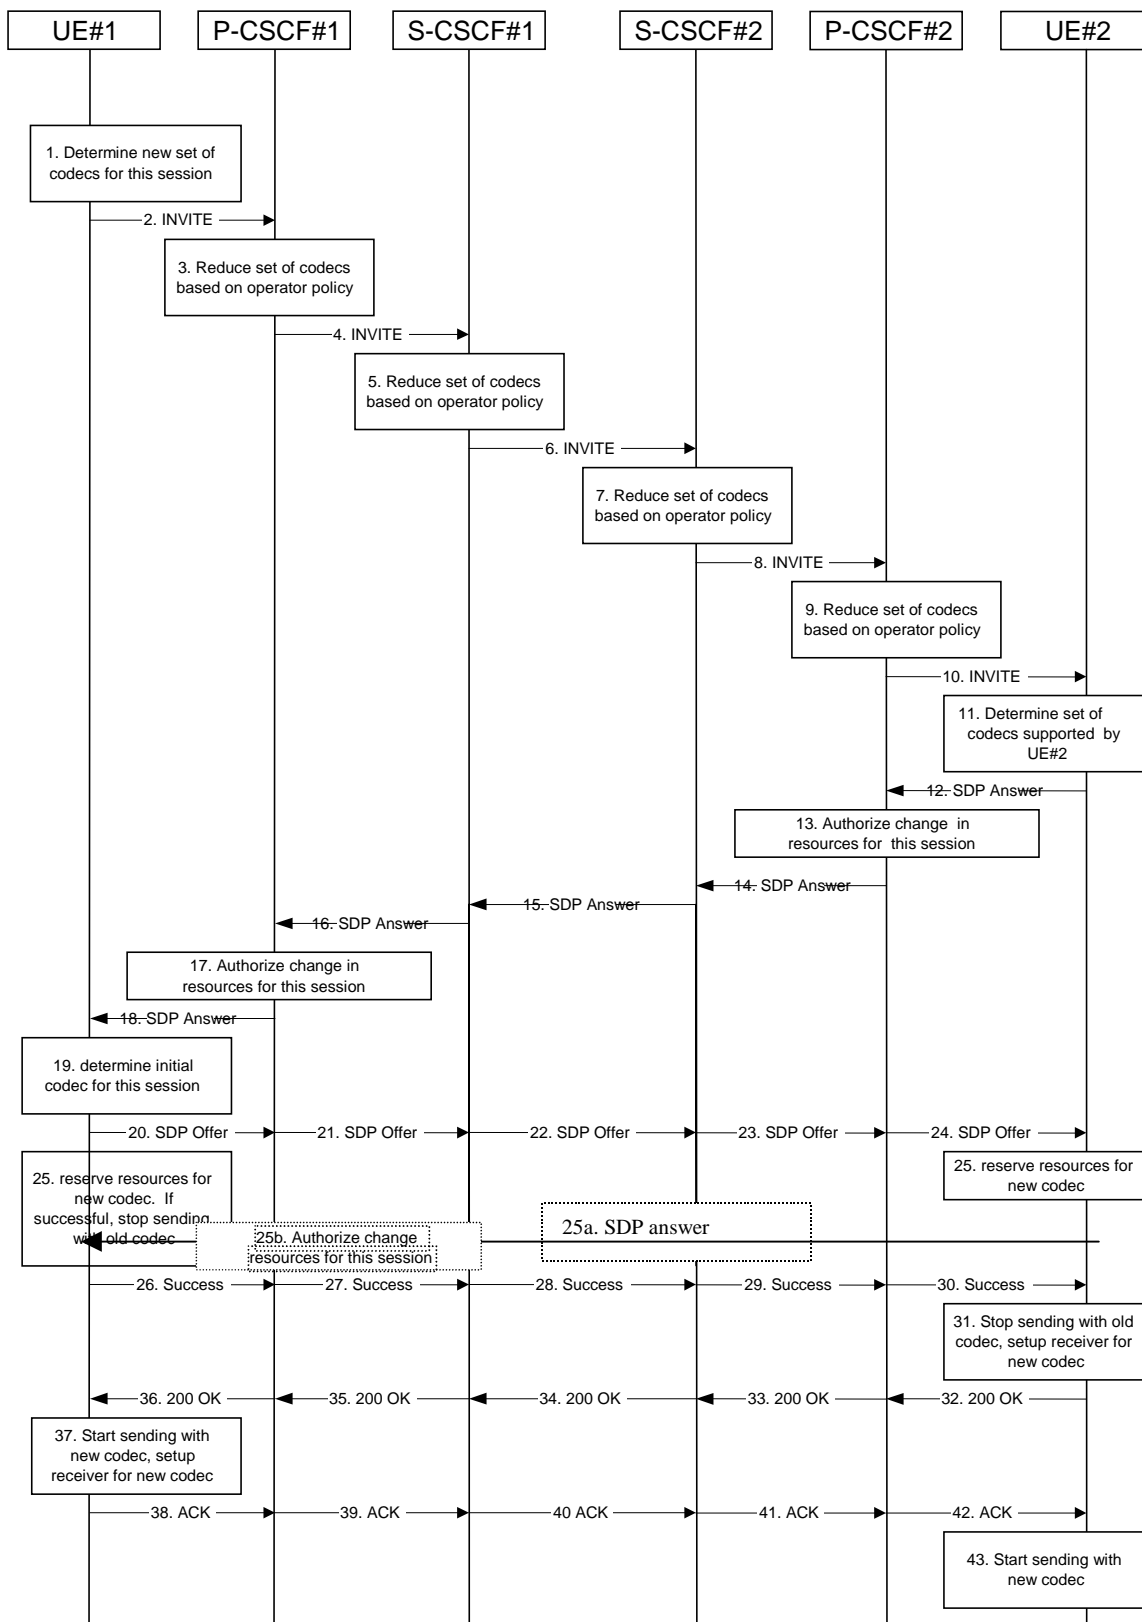 UE#1
P-CSCF#1
S-CSCF#1
S-CSCF#2
P-CSCF#2
UE#2
1. Determine new set of
codecs for this session
2. INVITE
3. Reduce set of codecs
based on operator policy
4. INVITE
5. Reduce set of codecs
based on operator policy
6. INVITE
7. Reduce set of codecs
based on operator policy
8. INVITE
9. Reduce set of codecs
based on operator policy
10. INVITE
11. Determine set of
codecs supported by
UE#2
12. SDP Answer
13. Authorize change in
resources for this session
14. SDP Answer
15. SDP Answer
16. SDP Answer
17. Authorize change in
resources for this session
18. SDP Answer
19. determine initial
codec for this session
20. SDP Offer
21. SDP Offer
22. SDP Offer
23. SDP Offer
24. SDP Offer
25. reserve resources for
new codec. If
successful, stop sending
with old codec
25. reserve resources for
new codec
25a. SDP answer
25b. Authorize change
resources for this session
26. Success
27. Success
28. Success
29. Success
30. Success
31. Stop sending with old
codec, setup receiver for
new codec
36. 200 OK
35. 200 OK
34. 200 OK
33. 200 OK
32. 200 OK
37. Start sending with
new codec, setup
receiver for new codec
38. ACK
39. ACK
40 ACK
41. ACK
42. ACK
43. Start sending with
new codec